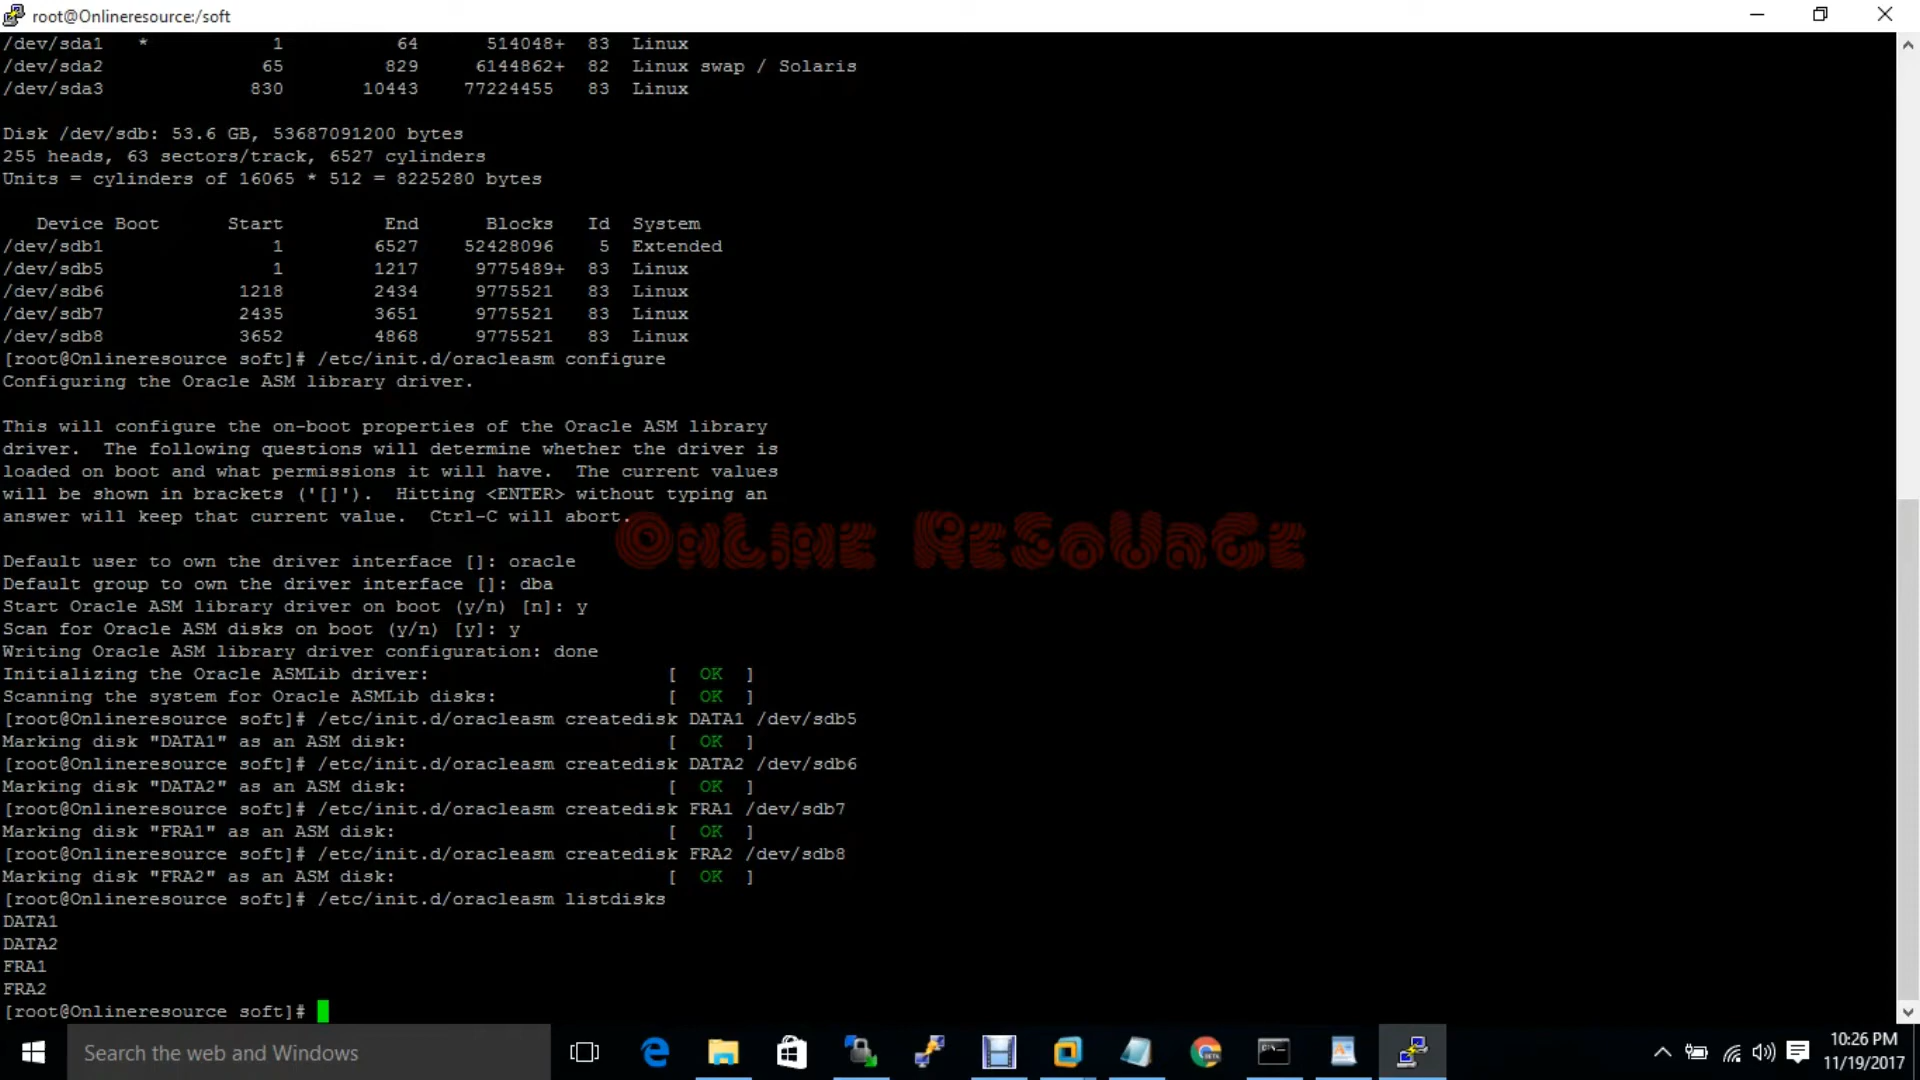 root@Onlineresource:/soft
/dev/sda1   *           1          64      514048+  83  Linux
/dev/sda2              65         829     6144862+  82  Linux swap / Solaris
/dev/sda3             830       10443    77224455   83  Linux
Disk /dev/sdb: 53.6 GB, 53687091200 bytes
255 heads, 63 sectors/track, 6527 cylinders
Units = cylinders of 16065 * 512 = 8225280 bytes
   Device Boot      Start         End      Blocks   Id  System
/dev/sdb1               1        6527    52428096    5  Extended
/dev/sdb5               1        1217     9775489+  83  Linux
/dev/sdb6            1218        2434     9775521   83  Linux
/dev/sdb7            2435        3651     9775521   83  Linux
/dev/sdb8            3652        4868     9775521   83  Linux
[root@Onlineresource soft]# /etc/init.d/oracleasm configure
Configuring the Oracle ASM library driver.
This will configure the on-boot properties of the Oracle ASM library
driver.  The following questions will determine whether the driver is
loaded on boot and what permissions it will have.  The current values
will be shown in brackets ('[]').  Hitting <ENTER> without typing an
answer will keep that current value.  Ctrl-C will abort.
OnLiNE ReSoUrCe
Default user to own the driver interface []: oracle
Default group to own the driver interface []: dba
Start Oracle ASM library driver on boot (y/n) [n]: y
Scan for Oracle ASM disks on boot (y/n) [y]: y
Writing Oracle ASM library driver configuration: done
Initializing the Oracle ASMLib driver:                     [  OK  ]
Scanning the system for Oracle ASMLib disks:               [  OK  ]
[root@Onlineresource soft]# /etc/init.d/oracleasm createdisk DATA1 /dev/sdb5
Marking disk "DATA1" as an ASM disk:                       [  OK  ]
[root@Onlineresource soft]# /etc/init.d/oracleasm createdisk DATA2 /dev/sdb6
Marking disk "DATA2" as an ASM disk:                       [  OK  ]
[root@Onlineresource soft]# /etc/init.d/oracleasm createdisk FRA1 /dev/sdb7
Marking disk "FRA1" as an ASM disk:                        [  OK  ]
[root@Onlineresource soft]# /etc/init.d/oracleasm createdisk FRA2 /dev/sdb8
Marking disk "FRA2" as an ASM disk:                        [  OK  ]
[root@Onlineresource soft]# /etc/init.d/oracleasm listdisks
DATA1
DATA2
FRA1
FRA2
[root@Onlineresource soft]#
Search the web and Windows
10:26 PM
11/19/2017